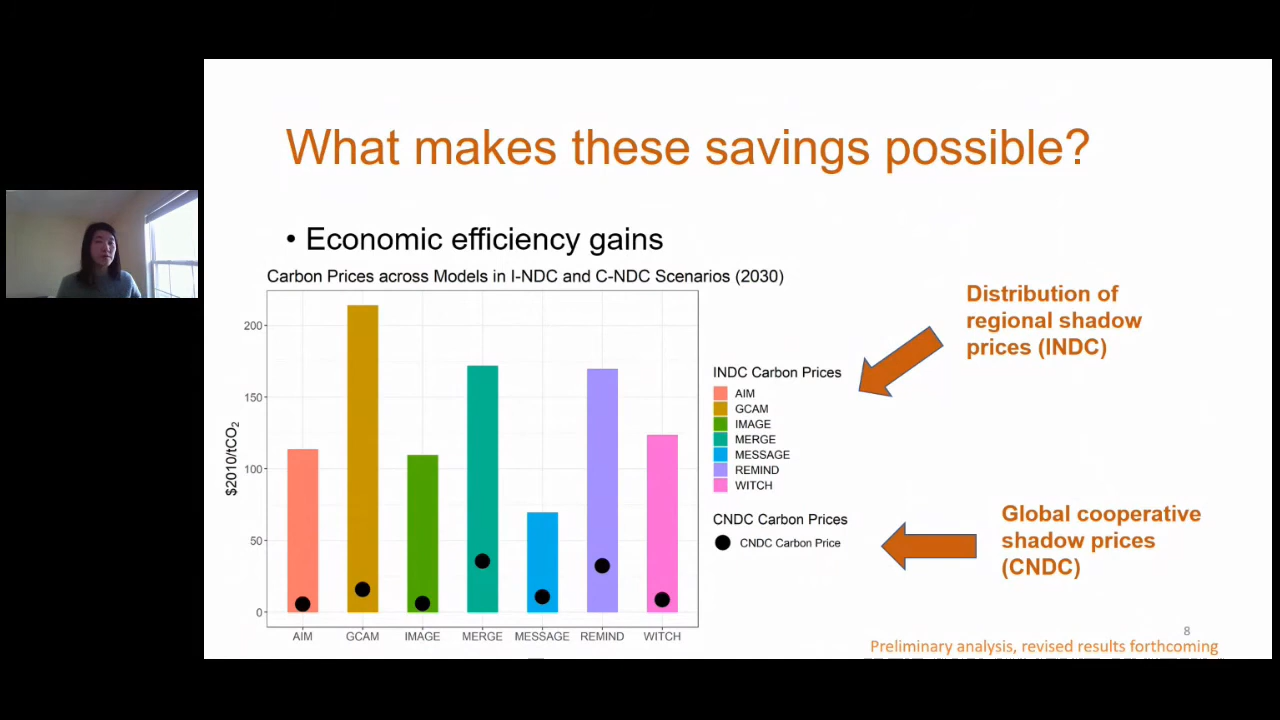 What makes these savings possible?
• Economic efficiency gains
Carbon Prices across Models in I-NDC and C-NDC Scenarios (2030)
$2010/tCO₂
200
150
100
50
0
AIM
GCAM
IMAGE
MERGE
MESSAGE
REMIND
WITCH
INDC Carbon Prices
AIM
GCAM
IMAGE
MERGE
MESSAGE
REMIND
WITCH
CNDC Carbon Prices
CNDC Carbon Price
Distribution of
regional shadow
prices (INDC)
Global cooperative
shadow prices
(CNDC)
8
Preliminary analysis, revised results forthcoming